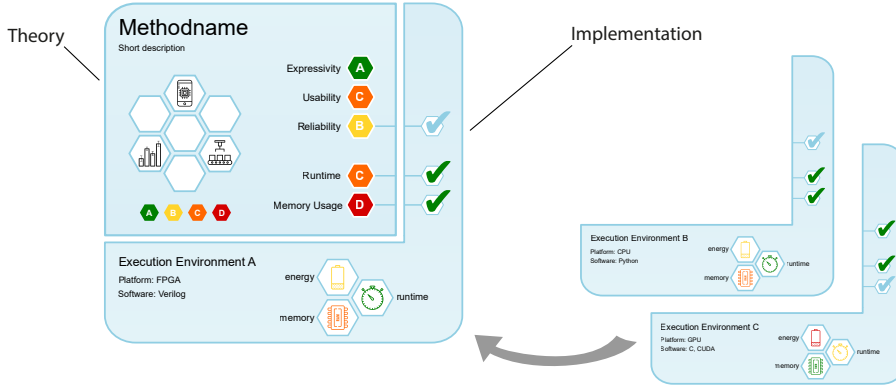 Theory
Methodname
Short description
Expressivity A
Usability C
Reliability B
Runtime C
Memory Usage D
A B C D
Execution Environment A
Platform: FPGA
Software: Verilog
energy
runtime
memory
Implementation
Execution Environment B
Platform: CPU
Software: Python
energy
runtime
memory
Execution Environment C
Platform: GPU
Software: C, CUDA
energy
runtime
memory